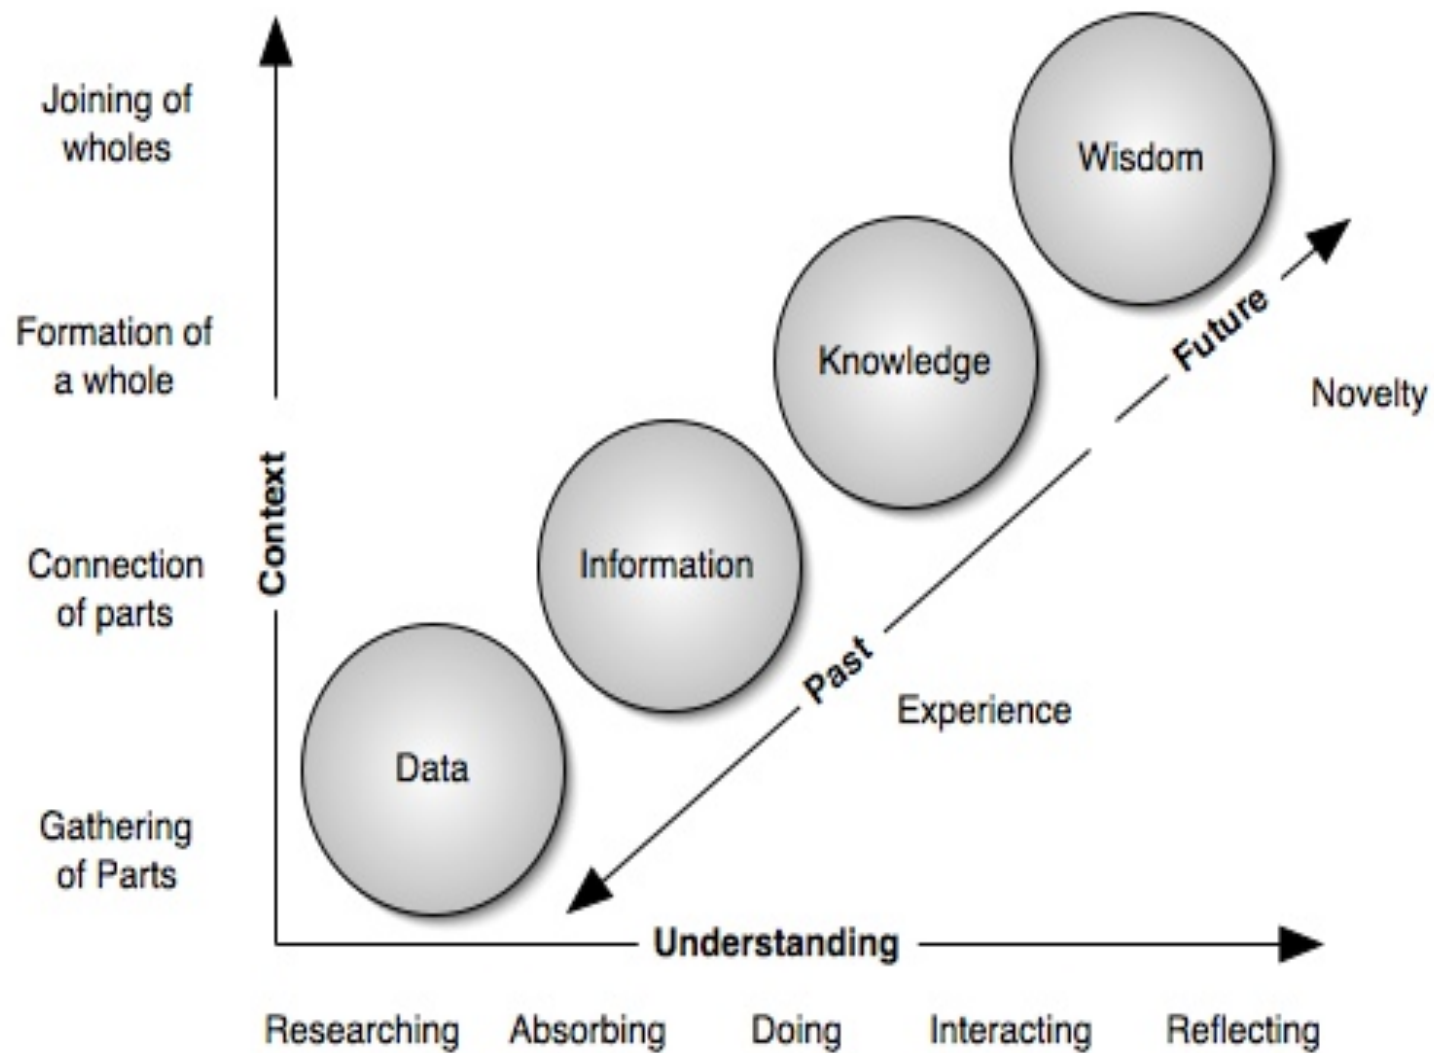 Joining of
wholes
Wisdom
Future
Formation of
a whole
Knowledge
Novelty
Context
Connection
of parts
Information
Past
Experience
Data
Gathering
of Parts
Understanding
Researching Absorbing Doing Interacting Reflecting